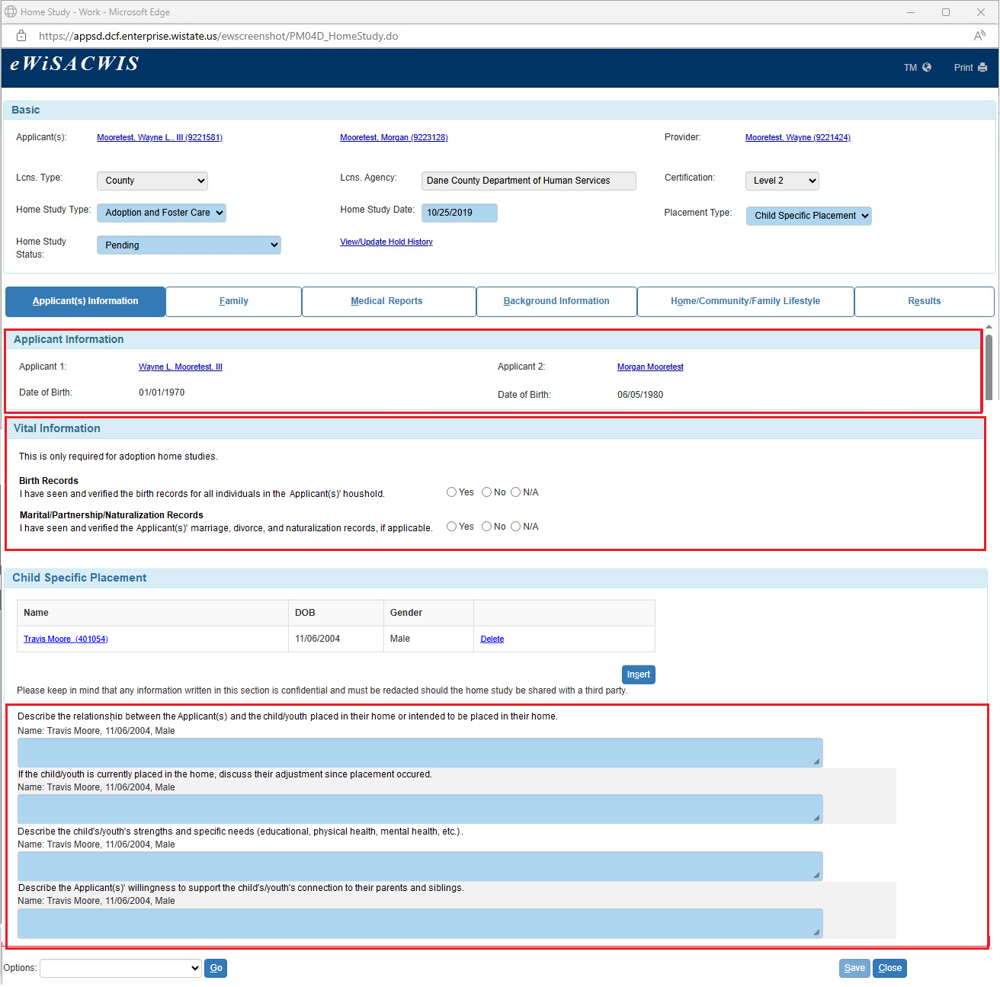 Home Study - Work - Microsoft Edge
https://appsd.dcf.enterprise.wistate.us/ewscreenshot/PM04D_HomeStudy.do
eWiSACWIS
TM
Print
Basic
Applicant(s): Mooretest, Wayne L., III (9221581) Mooretest, Morgan (9223128) Provider: Mooretest, Wayne (9221424)
Lcns. Type: County Lcns. Agency: Dane County Department of Human Services Certification: Level 2
Home Study Type: Adoption and Foster Care Home Study Date: 10/25/2019 Placement Type: Child Specific Placement
Home Study Status: Pending View/Update Hold History
Applicant(s) Information Family Medical Reports Background Information Home/Community/Family Lifestyle Results
Applicant Information
Applicant 1: Wayne L. Mooretest, III Applicant 2: Morgan Mooretest
Date of Birth: 01/01/1970 Date of Birth: 06/05/1980
Vital Information
This is only required for adoption home studies.
Birth Records
I have seen and verified the birth records for all individuals in the Applicant(s)' houshold. Yes No N/A
Marital/Partnership/Naturalization Records
I have seen and verified the Applicant(s)' marriage, divorce, and naturalization records, if applicable. Yes No N/A
Child Specific Placement
Name DOB Gender
Travis Moore (401054) 11/06/2004 Male Delete
Insert
Please keep in mind that any information written in this section is confidential and must be redacted should the home study be shared with a third party.
Describe the relationship between the Applicant(s) and the child/youth placed in their home or intended to be placed in their home.
Name: Travis Moore, 11/06/2004, Male
If the child/youth is currently placed in the home, discuss their adjustment since placement occured.
Name: Travis Moore, 11/06/2004, Male
Describe the child's/youth's strengths and specific needs (educational, physical health, mental health, etc.).
Name: Travis Moore, 11/06/2004, Male
Describe the Applicant(s)' willingness to support the child's/youth's connection to their parents and siblings.
Name: Travis Moore, 11/06/2004, Male
Options: Go Save Close